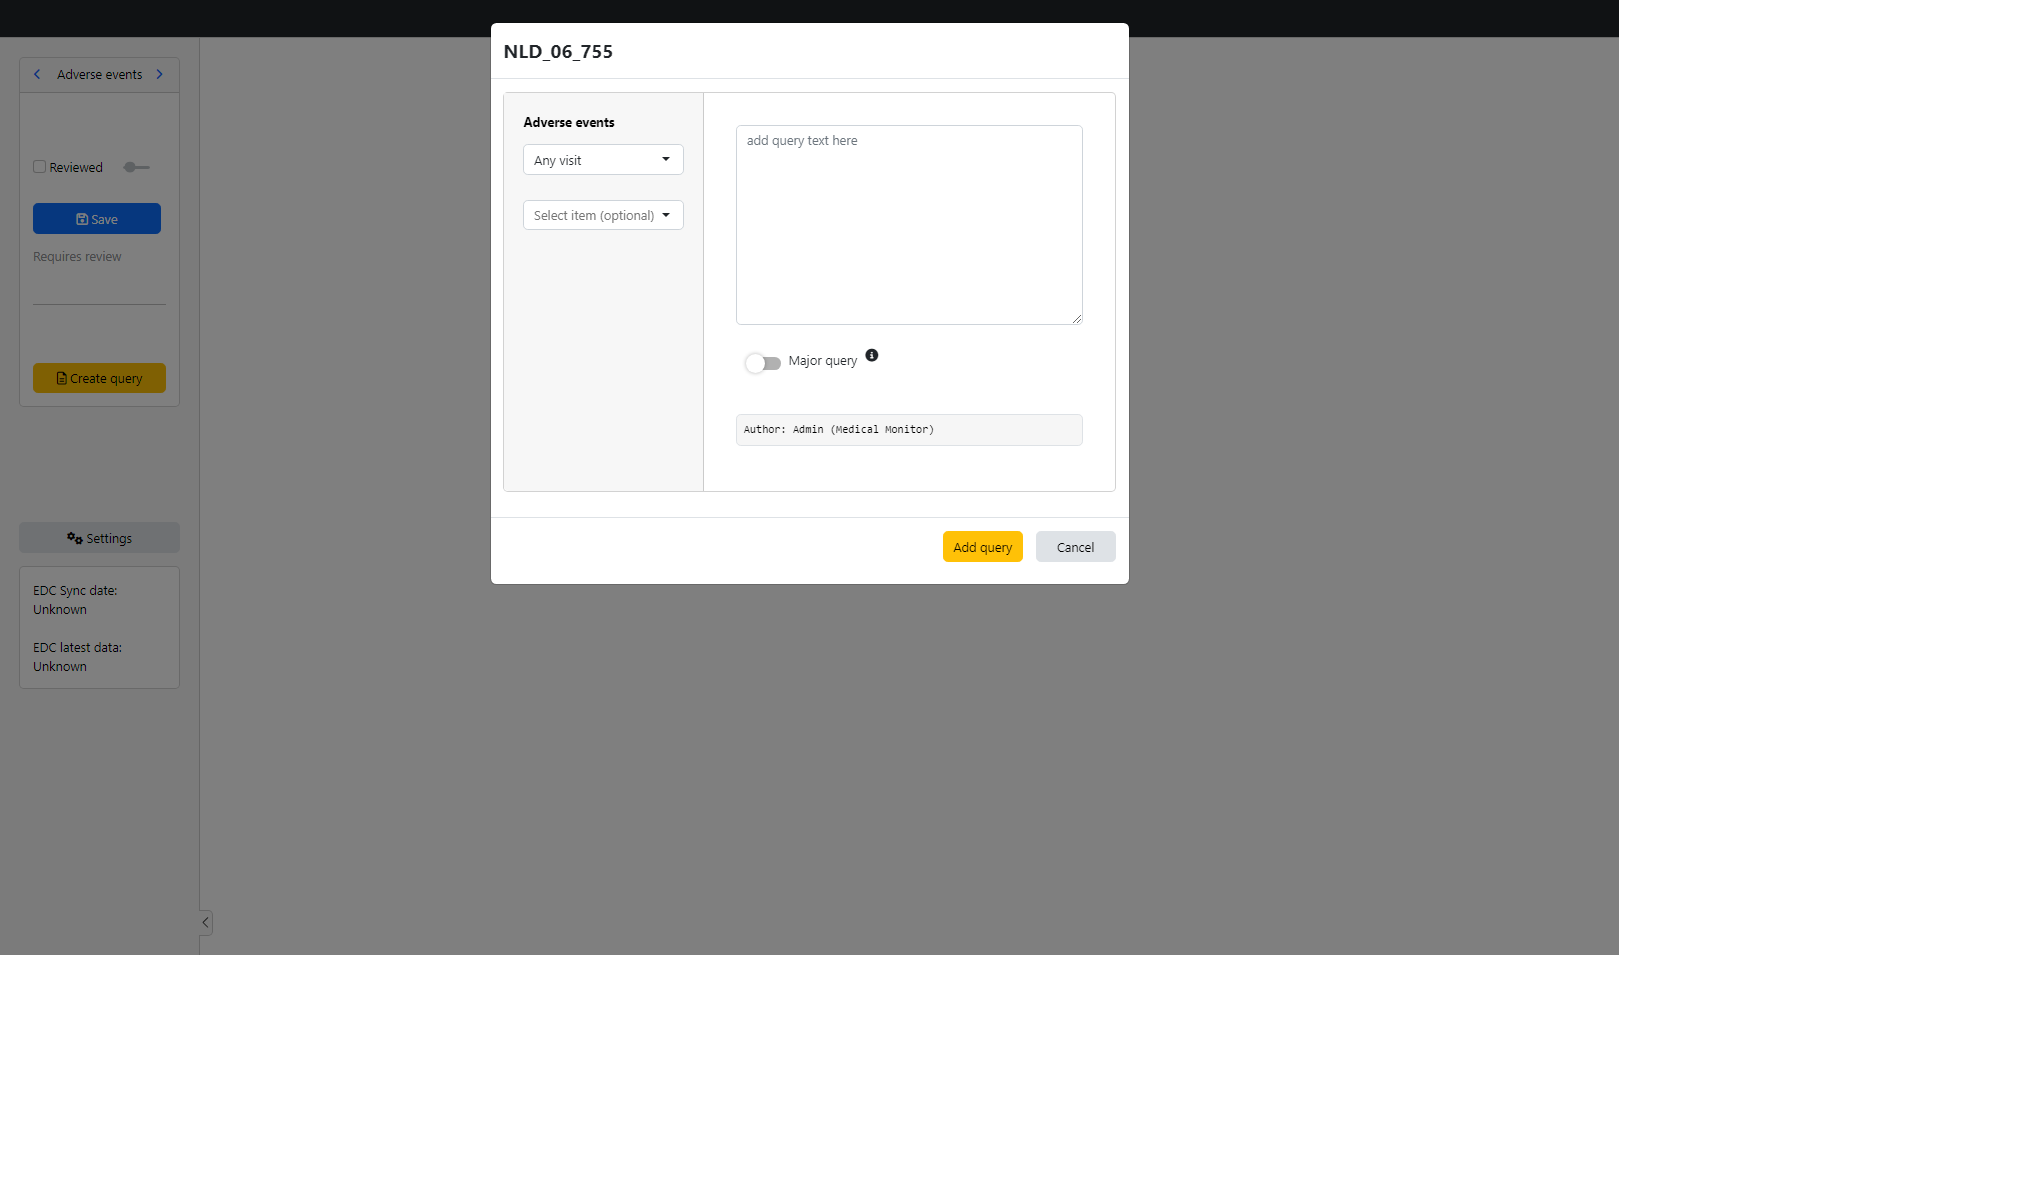 NLD_06_755
Adverse events
Reviewed
Save
Requires review
Create query
Settings
EDC Sync date:
Unknown
EDC latest data:
Unknown
Adverse events
Any visit
Select item (optional)
add query text here
Major query
Author: Admin (Medical Monitor)
Add query
Cancel